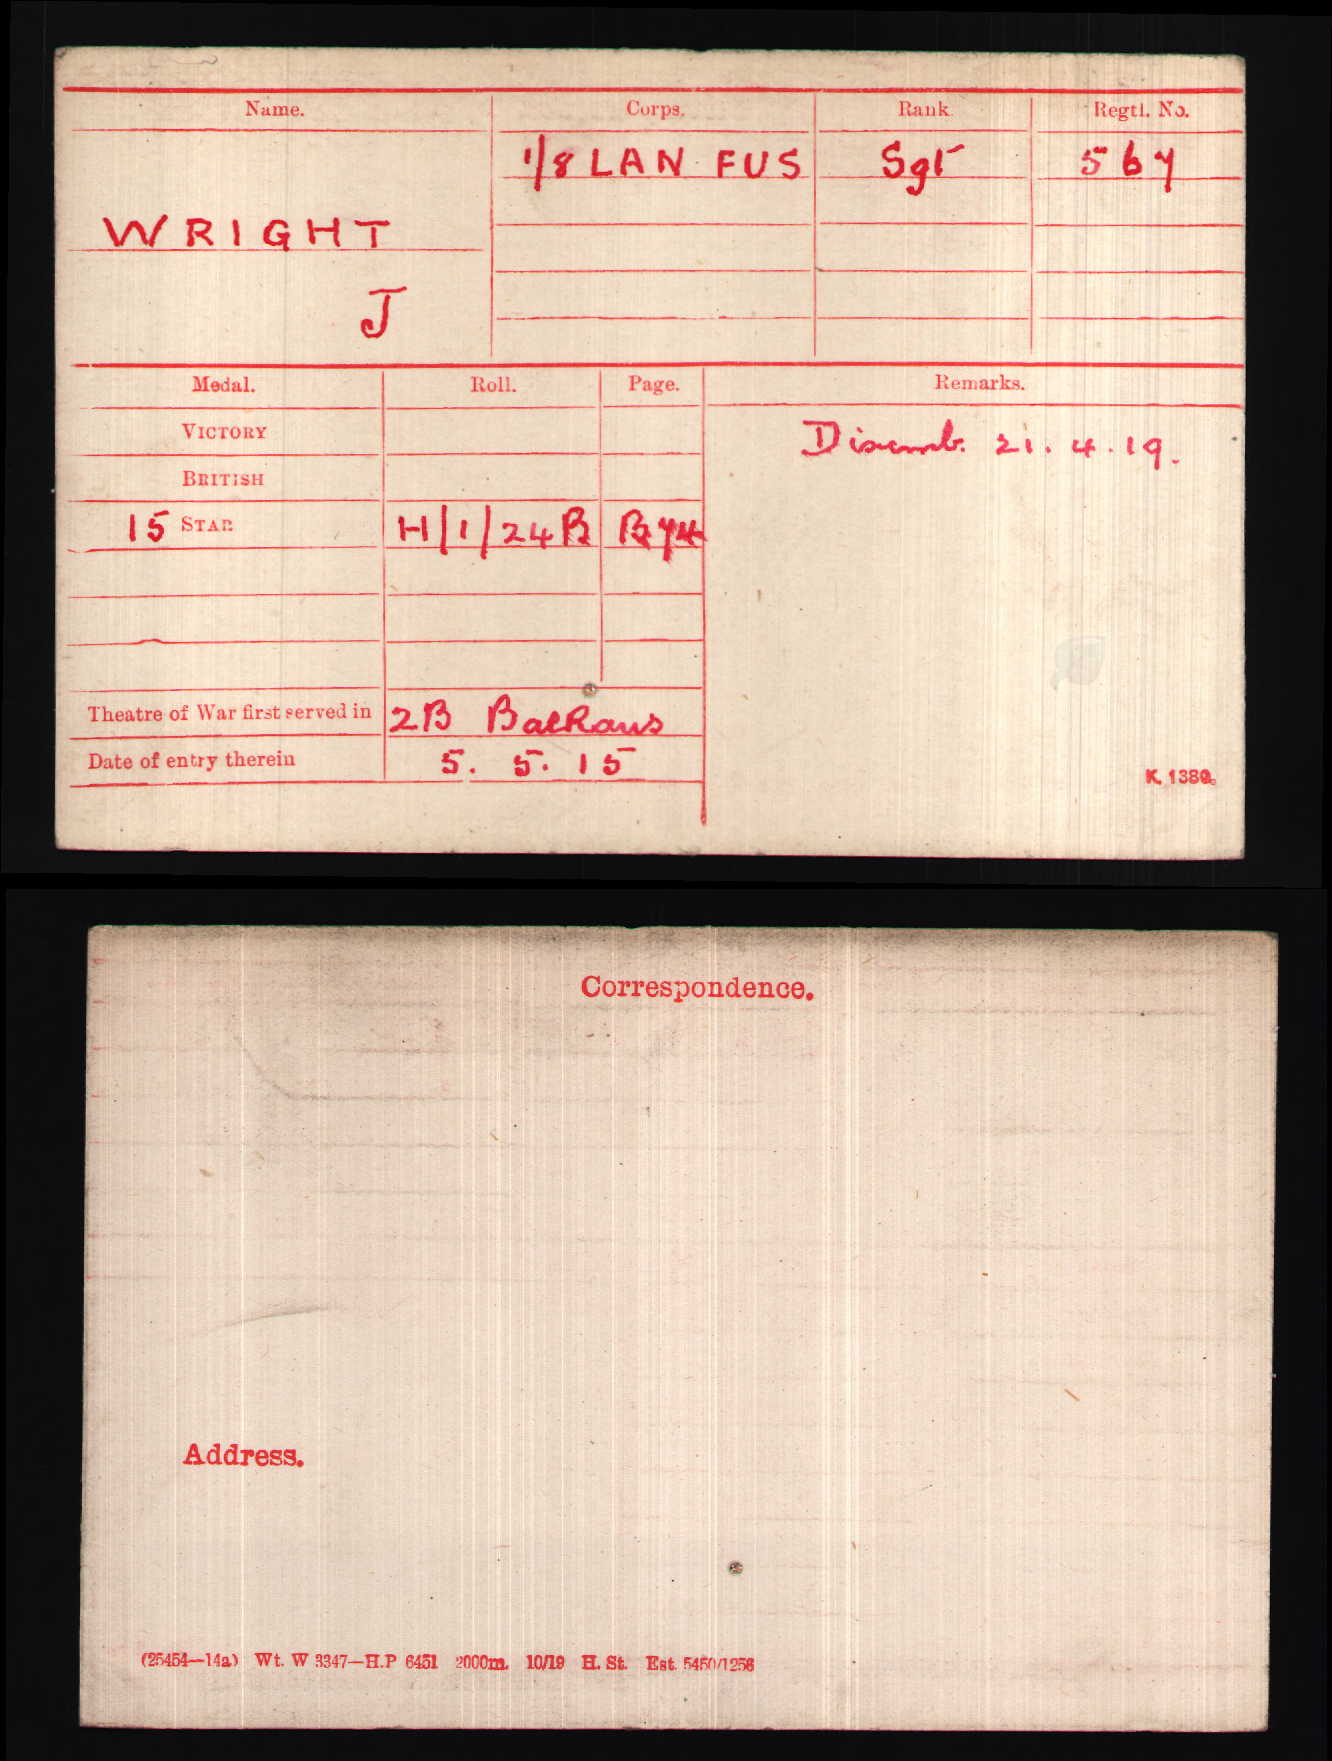 Name. Corps. Rank Regtl. No.
1/8 LAN FUS Sgt 567
WRIGHT
J
Medal. Roll. Page. Remarks.
VICTORY Disemb. 21.4.19.
BRITISH
15 STAR H/1/24B B74
Theatre of War first served in 2B Balkans
Date of entry therein 5. 5. 15
K. 1380.
Correspondence.
Address.
(25454—14a) Wt. W 3347—H.P 6451 2000m. 10/19 H. St. Est. 5450/1256